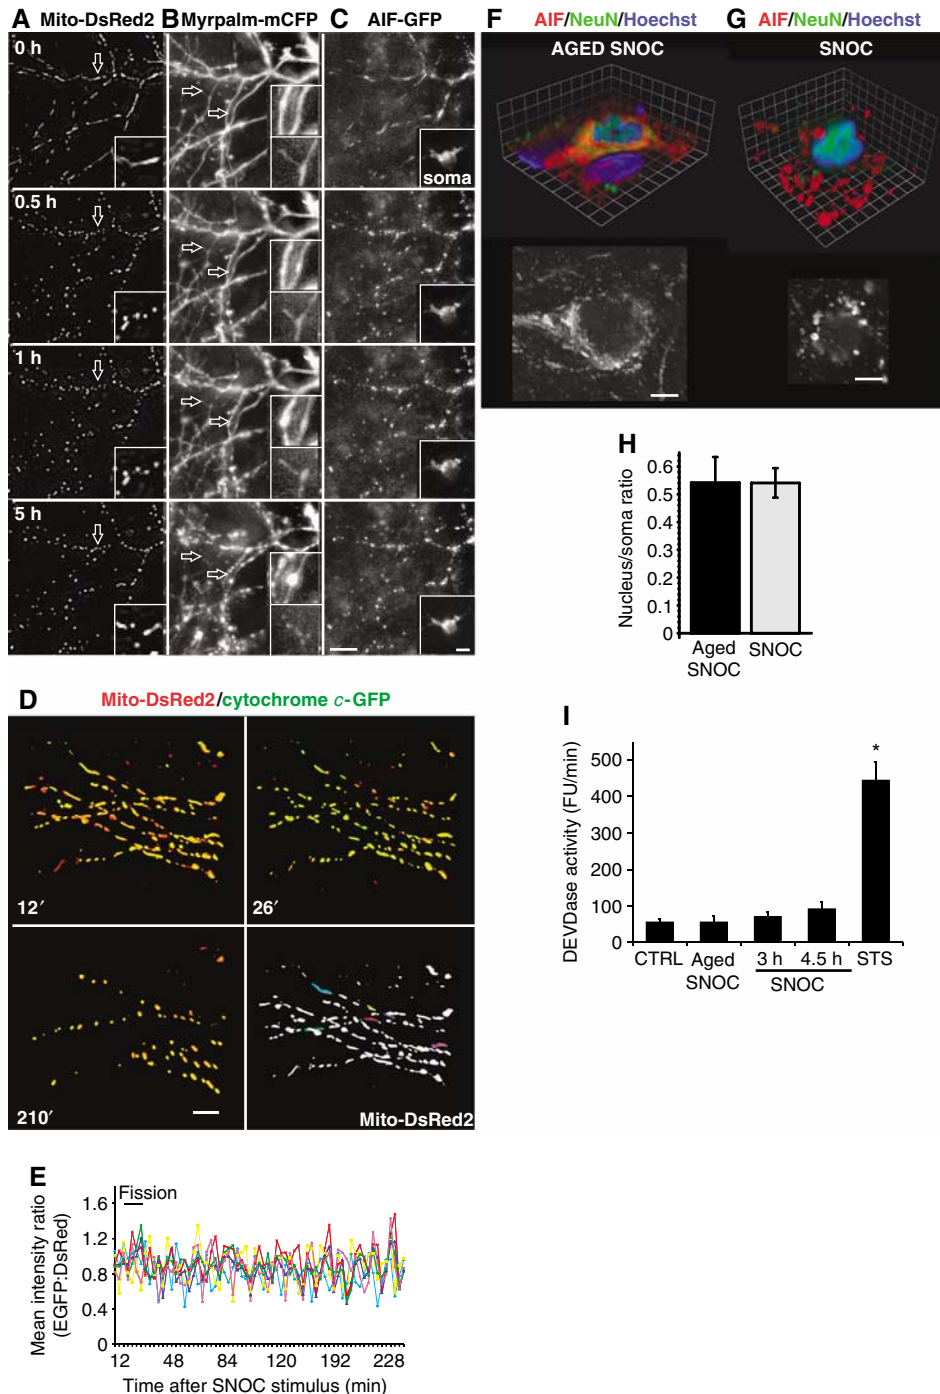 A Mito-DsRed2 B Myrpalm-mCFP C AIF-GFP
0 h
soma
0.5 h
1 h
5 h
D Mito-DsRed2/cytochrome c-GFP
12′
26′
210′
Mito-DsRed2
E
Fission
Mean intensity ratio
(EGFP:DsRed)
1.6
1.2
0.8
0.4
0
12 48 84 120 192 228
Time after SNOC stimulus (min)
F AIF/NeuN/Hoechst
AGED SNOC
G AIF/NeuN/Hoechst
SNOC
H
Nucleus/soma ratio
0.6
0.5
0.4
0.3
0.2
0.1
0
Aged
SNOC
SNOC
I
DEVDase activity (FU/min)
500
400
300
200
100
0
*
CTRL Aged
SNOC
3 h 4.5 h STS
SNOC